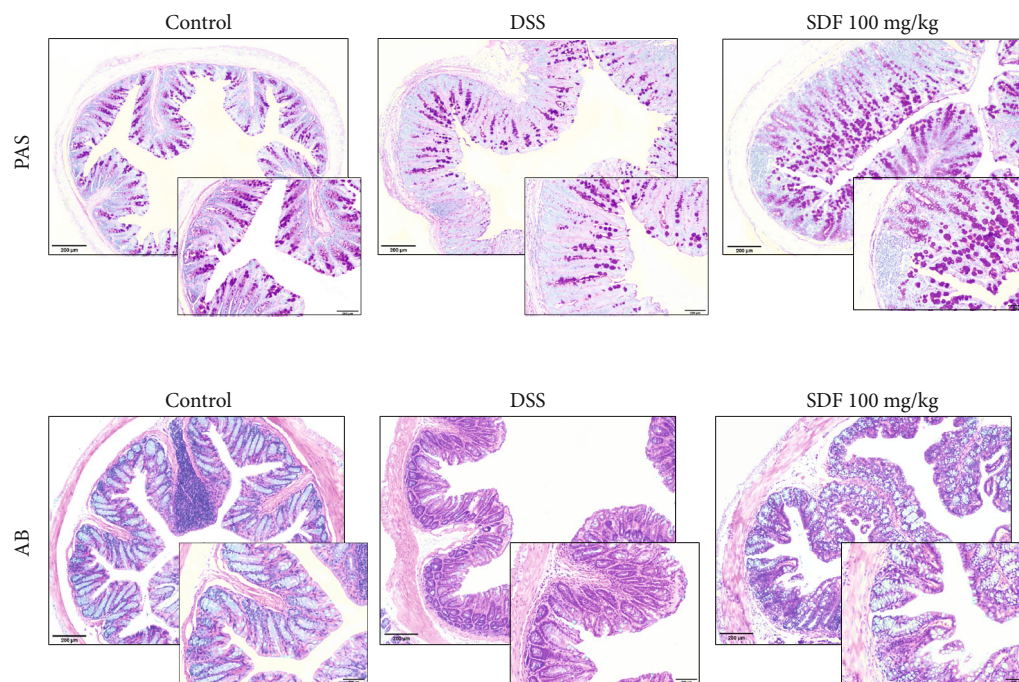 Control DSS SDF 100 mg/kg
PAS
200 µm 200 µm 200 µm
Control DSS SDF 100 mg/kg
AB
200 µm 200 µm 200 µm